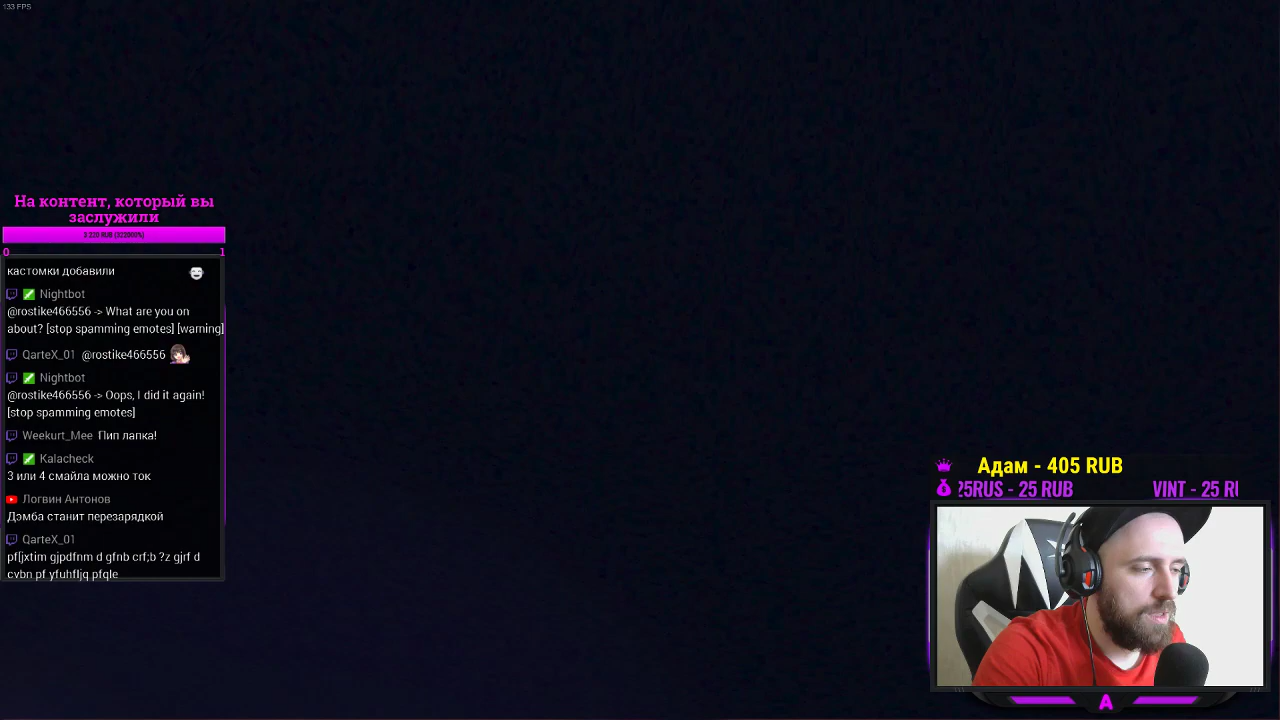 133 FPS
На контент, который вы
заслужили
3 220 RUB (322000%)
0 1
кастомки добавили
Nightbot
@rostike466556 -> What are you on
about? [stop spamming emotes] [warning]
QarteX_01 @rostike466556
Nightbot
@rostike466556 -> Oops, I did it again!
[stop spamming emotes]
Weekurt_Mee Пип лапка!
Kalacheck
3 или 4 смайла можно ток
Логвин Антонов
Дэмба станит перезарядкой
QarteX_01
pf[jxtim gjpdfnm d gfnb crf;b ?z gjrf d
cvbn pf yfuhfljq pfqle
Адам - 405 RUB
25RUS - 25 RUB VINT - 25 RU
A